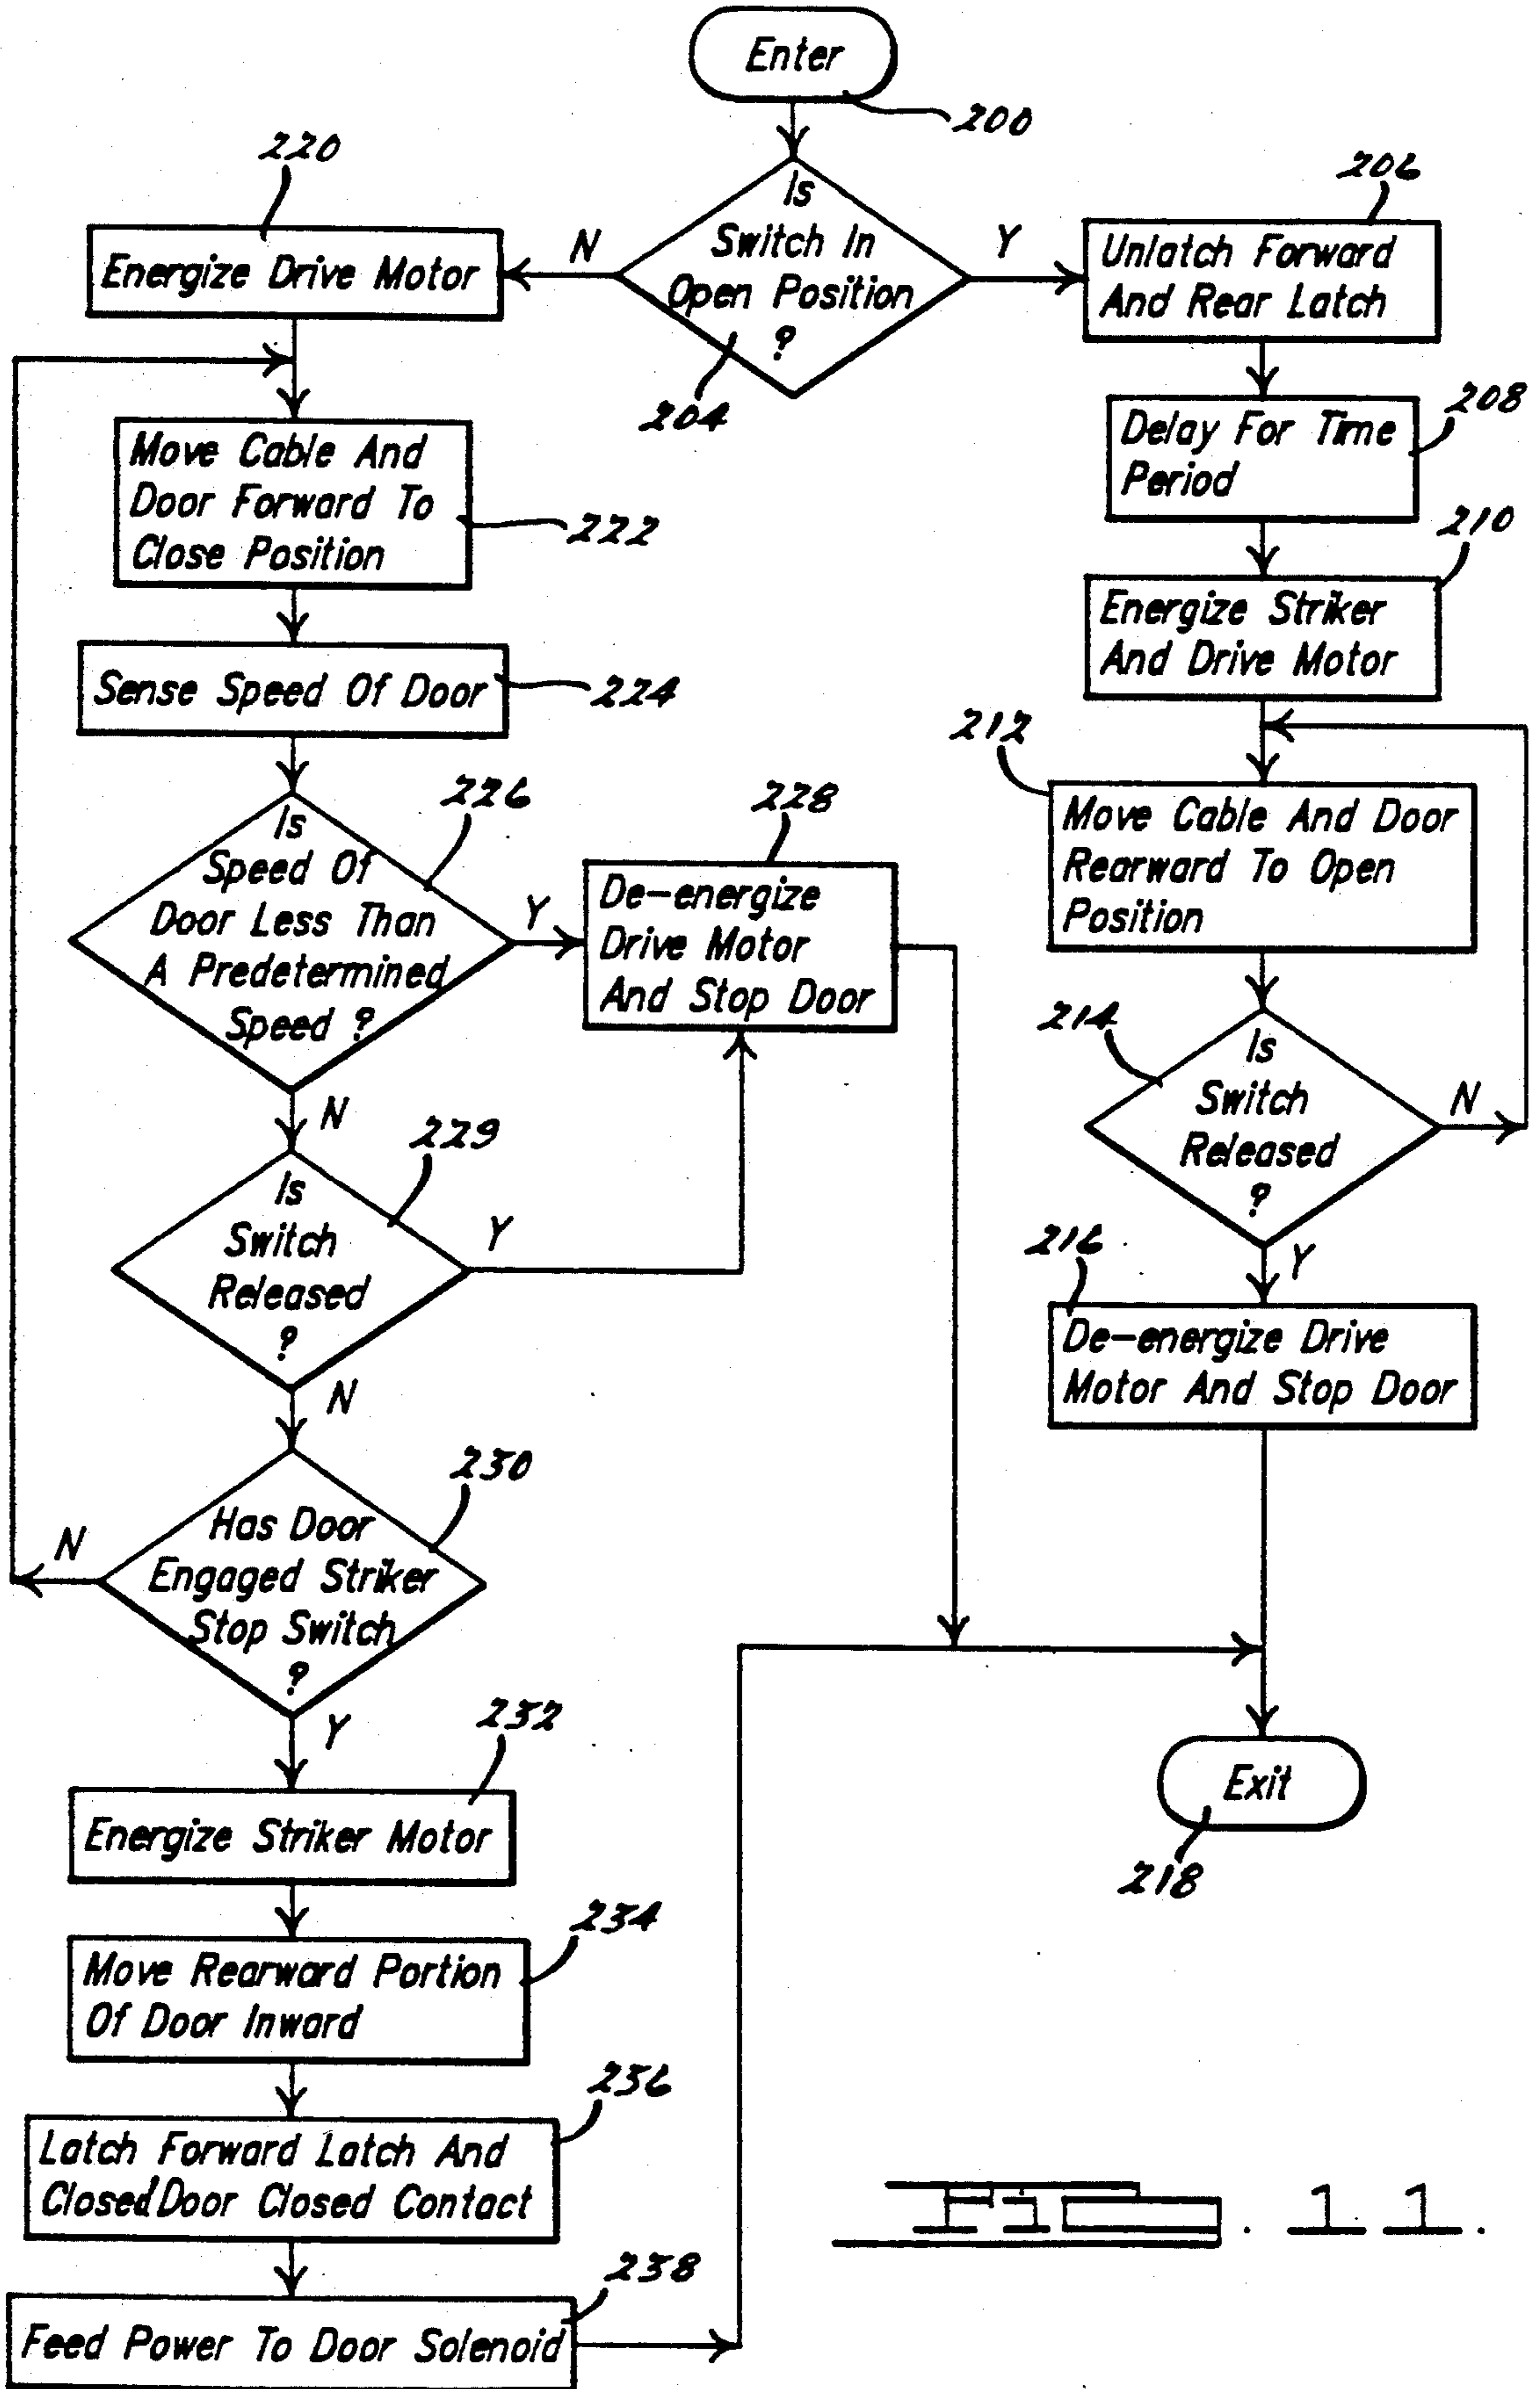 Enter
200
Is
Switch In
Open Position
?
204
N
Y
220
Energize Drive Motor
206
Unlatch Forward
And Rear Latch
208
Delay For Time
Period
210
Energize Striker
And Drive Motor
212
Move Cable And Door
Rearward To Open
Position
214
Is
Switch
Released
?
N
Y
216
De-energize Drive
Motor And Stop Door
Exit
218
Move Cable And
Door Forward To
Close Position
222
Sense Speed Of Door
224
226
Is
Speed Of
Door Less Than
A Predetermined
Speed ?
Y
N
228
De-energize
Drive Motor
And Stop Door
229
Is
Switch
Released
?
Y
N
230
Has Door
Engaged Striker
Stop Switch
?
N
Y
232
Energize Striker Motor
234
Move Rearward Portion
Of Door Inward
236
Latch Forward Latch And
Closed Door Closed Contact
238
Feed Power To Door Solenoid
FIG. 11.